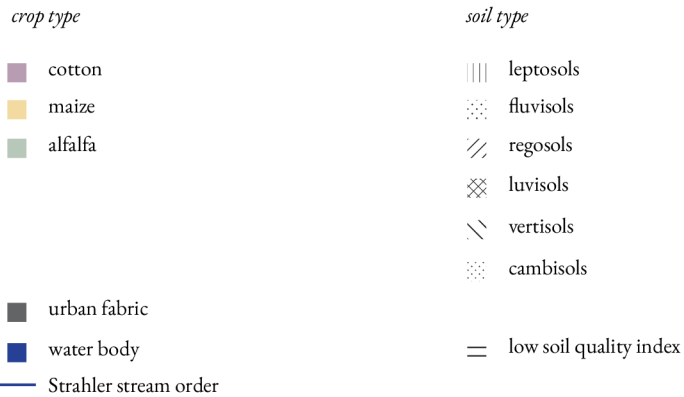 crop type
cotton
maize
alfalfa
urban fabric
water body
Strahler stream order
soil type
leptosols
fluvisols
regosols
luvisols
vertisols
cambisols
low soil quality index